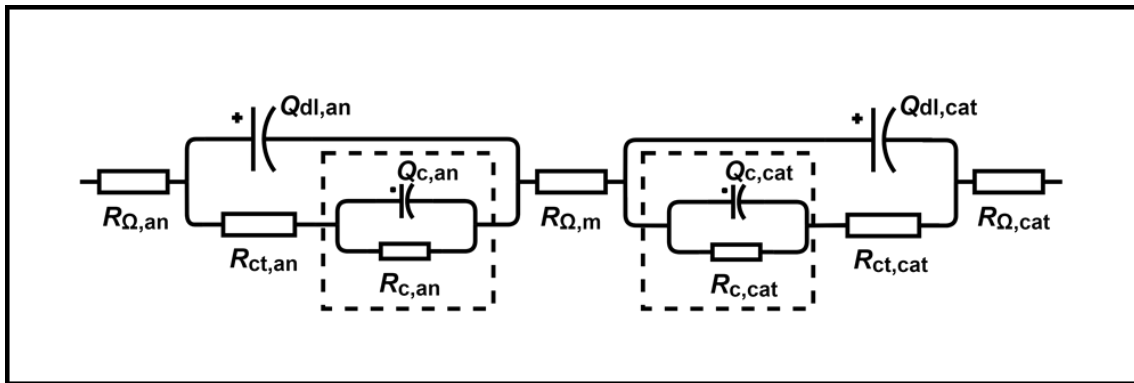 + Qdl,an
+ Qdl,cat
Qc,an
Qc,cat
RΩ,an
RΩ,m
RΩ,cat
Rct,an
Rct,cat
Rc,an
Rc,cat